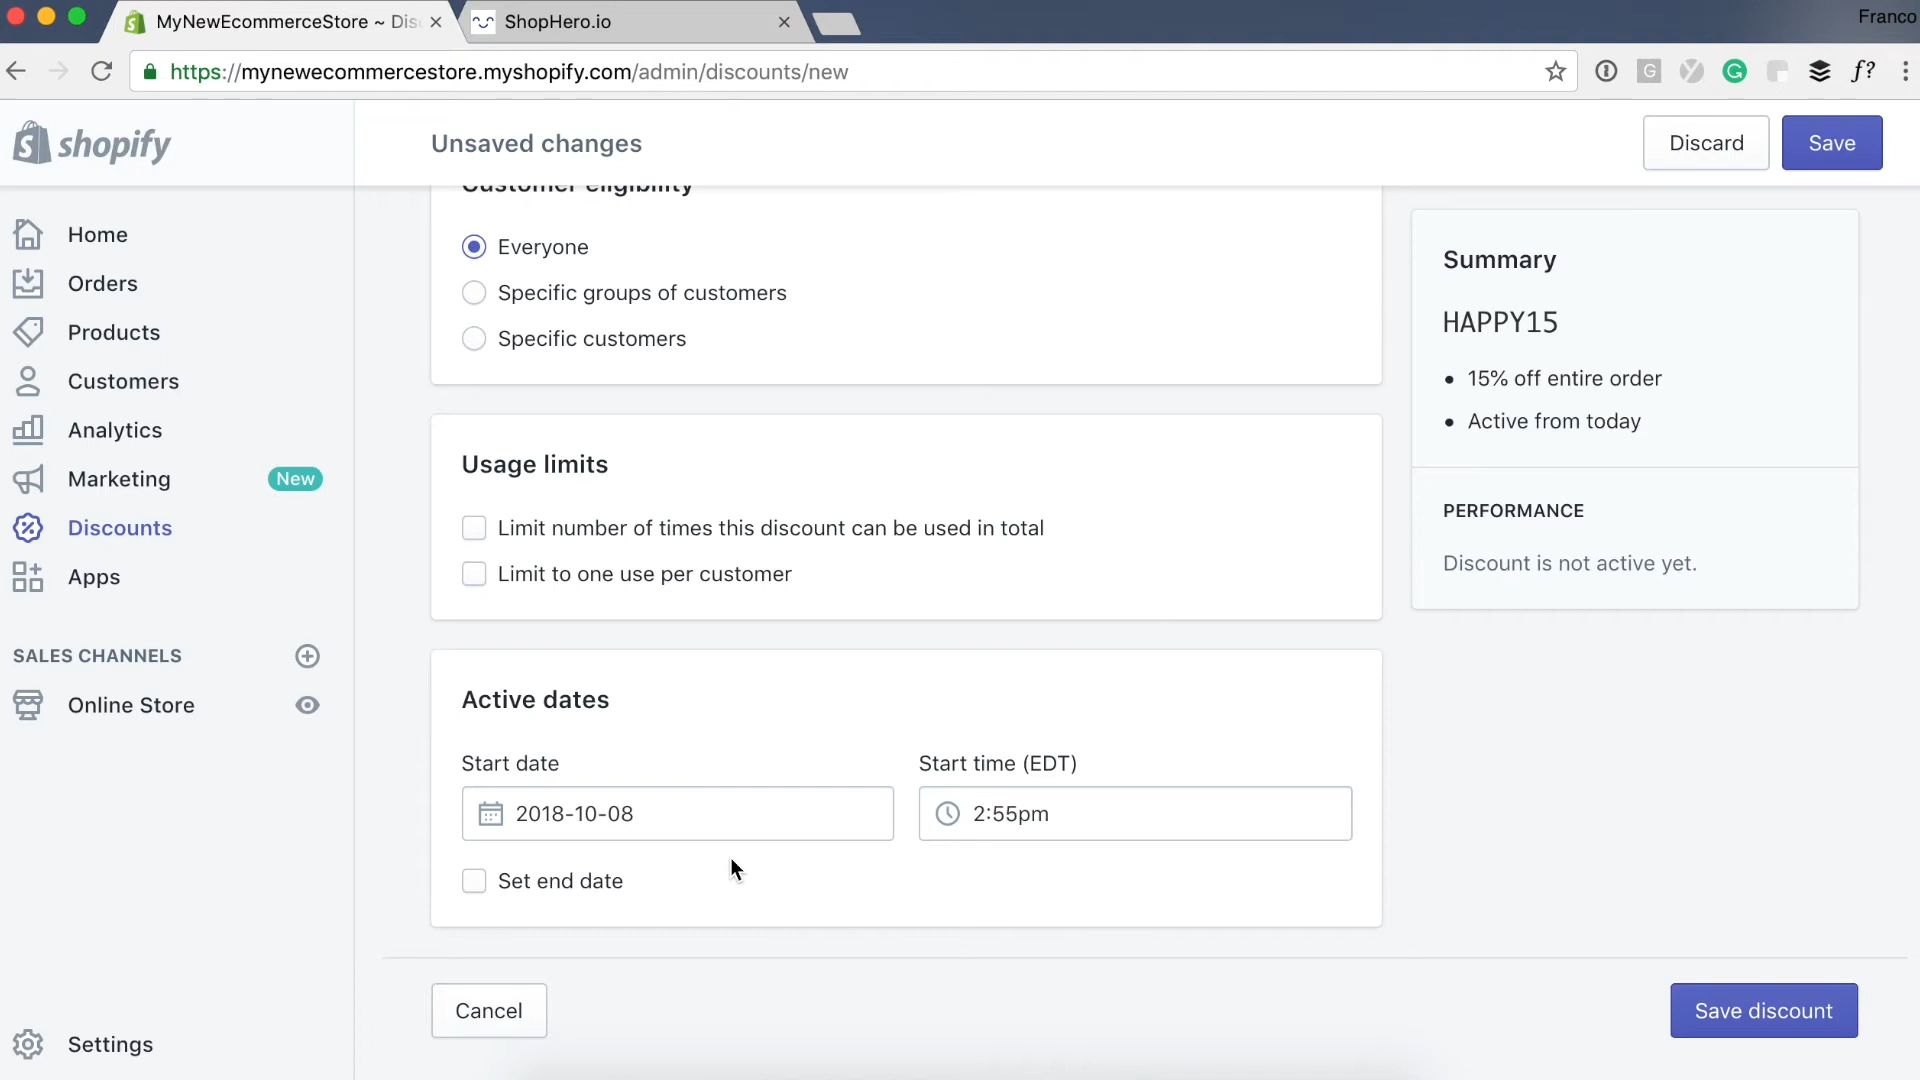 MyNewEcommerceStore ~ Dis
ShopHero.io
Franco
https://mynewecommercestore.myshopify.com/admin/discounts/new
f?
shopify
Unsaved changes
Discard
Save
Home
Orders
Products
Customers
Analytics
Marketing
New
Discounts
Apps
SALES CHANNELS
Online Store
Settings
Customer eligibility
Everyone
Specific groups of customers
Specific customers
Usage limits
Limit number of times this discount can be used in total
Limit to one use per customer
Active dates
Start date
Start time (EDT)
2018-10-08
2:55pm
Set end date
Cancel
Save discount
Summary
HAPPY15
• 15% off entire order
• Active from today
PERFORMANCE
Discount is not active yet.